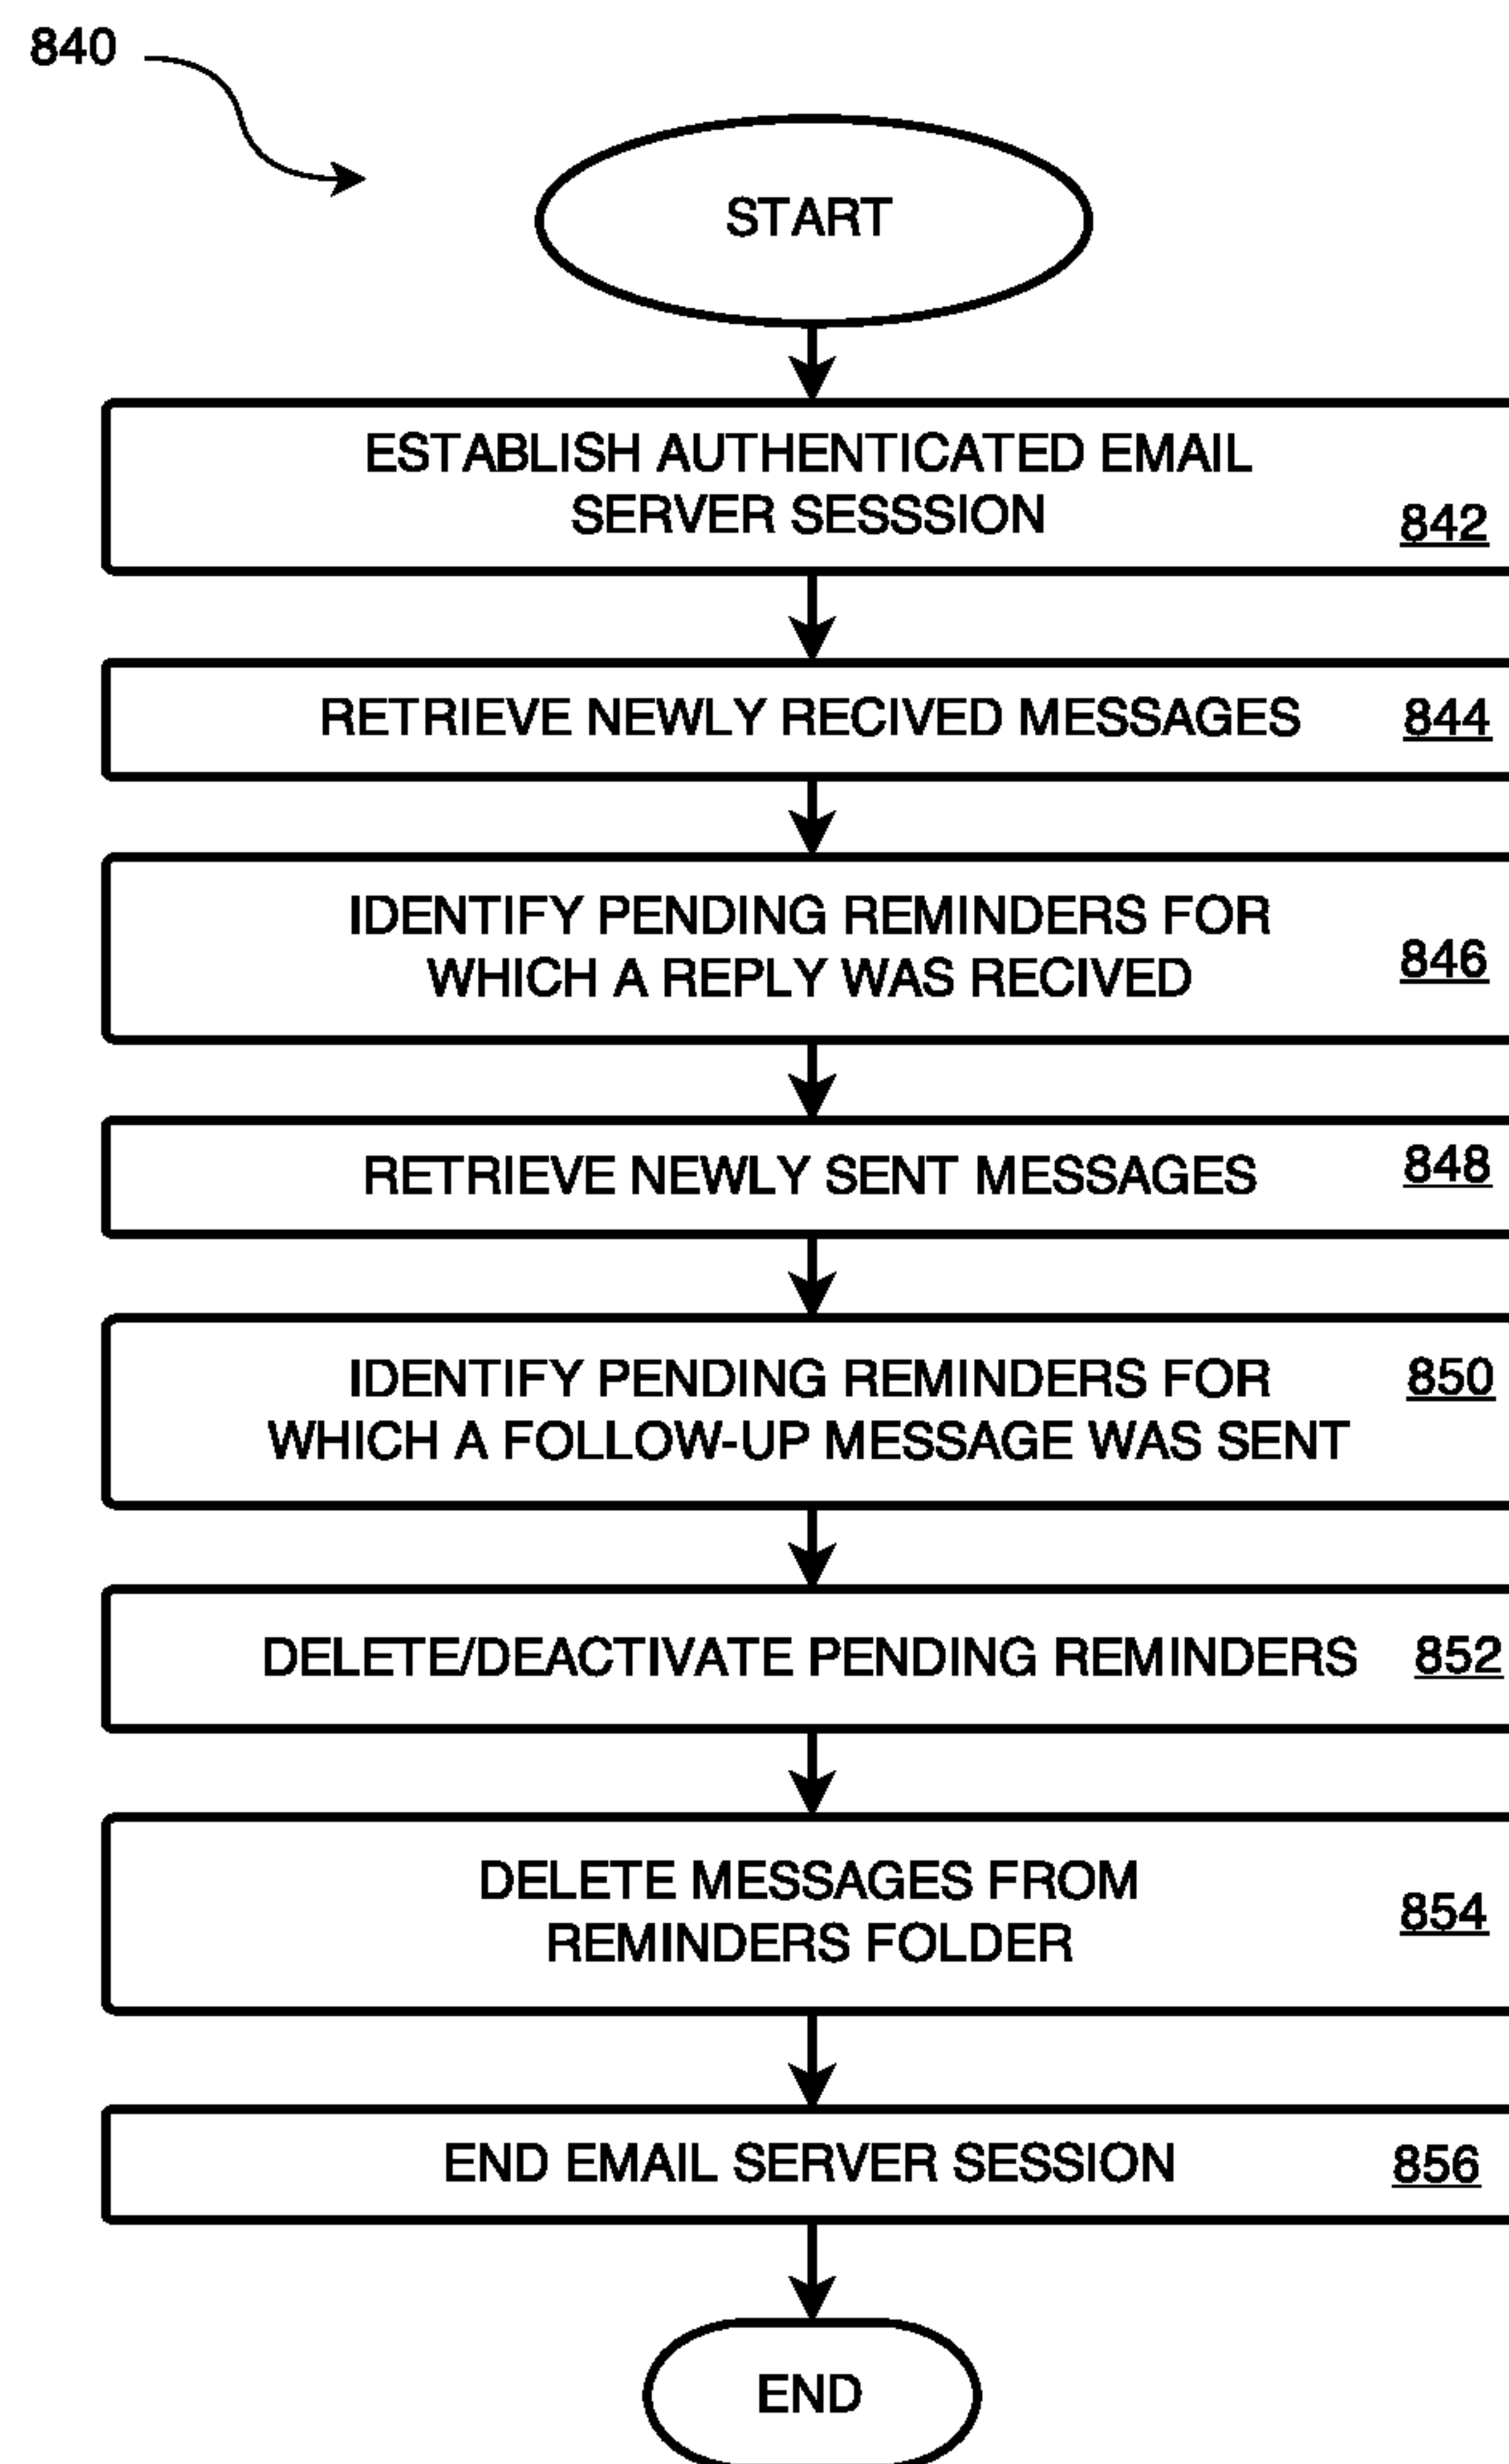 840
START
ESTABLISH AUTHENTICATED EMAIL
SERVER SESSSION
842
RETRIEVE NEWLY RECIVED MESSAGES 844
IDENTIFY PENDING REMINDERS FOR
WHICH A REPLY WAS RECIVED
846
RETRIEVE NEWLY SENT MESSAGES 848
IDENTIFY PENDING REMINDERS FOR 850
WHICH A FOLLOW-UP MESSAGE WAS SENT
DELETE/DEACTIVATE PENDING REMINDERS 852
DELETE MESSAGES FROM
REMINDERS FOLDER
854
END EMAIL SERVER SESSION 856
END